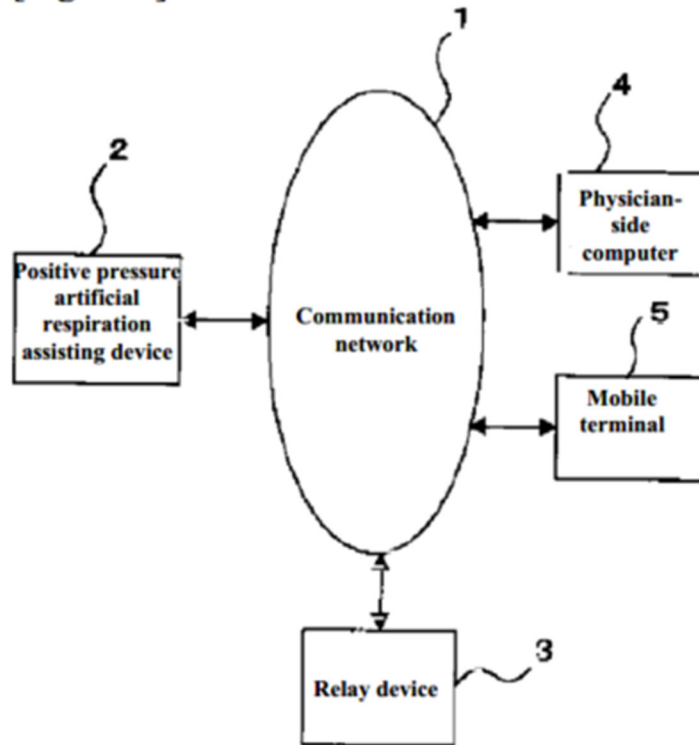 1
4
2
Physician-
side
computer
Positive pressure
artificial
respiration
assisting device
Communication
network
5
Mobile
terminal
3
Relay device